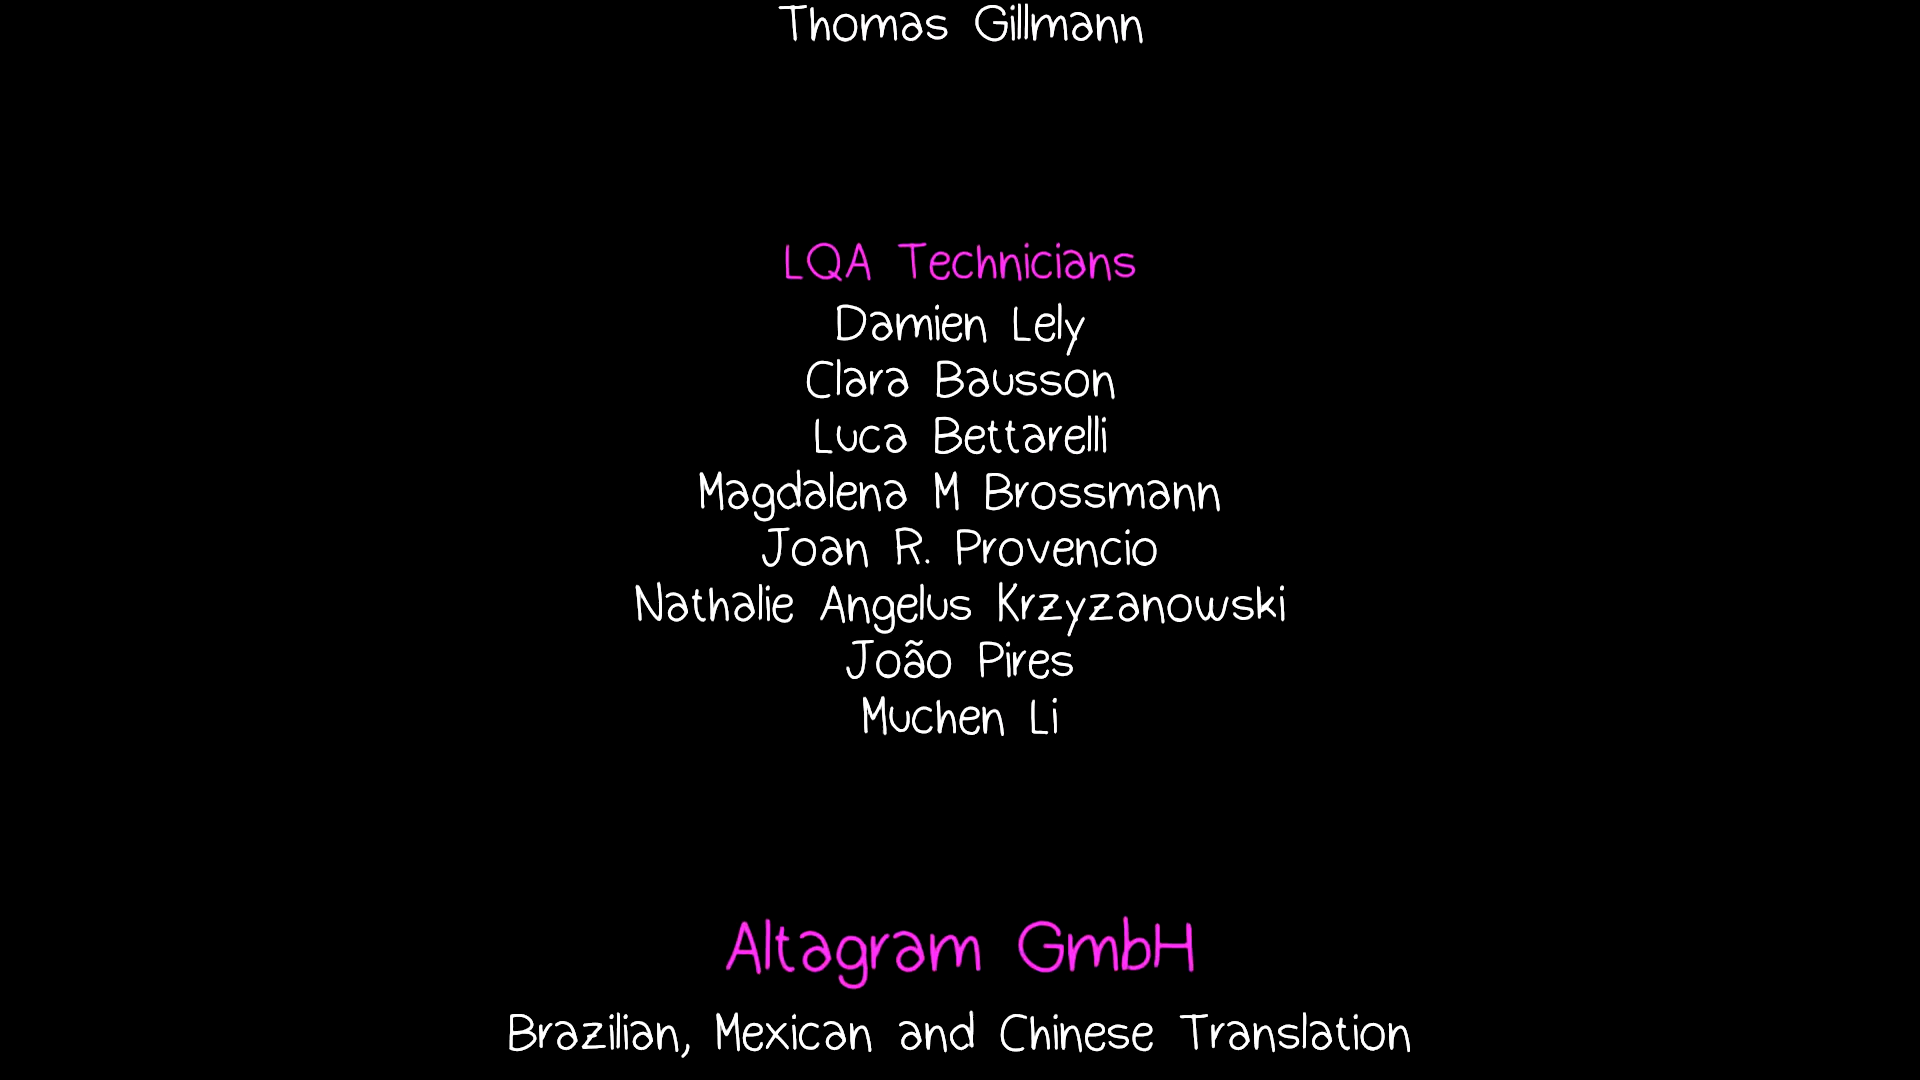 Thomas Gillmann
LQA Technicians
Damien Lely
Clara Bausson
Luca Bettarelli
Magdalena M Brossmann
Joan R. Provencio
Nathalie Angelus Krzyzanowski
João Pires
Muchen Li
Altagram GmbH
Brazilian, Mexican and Chinese Translation